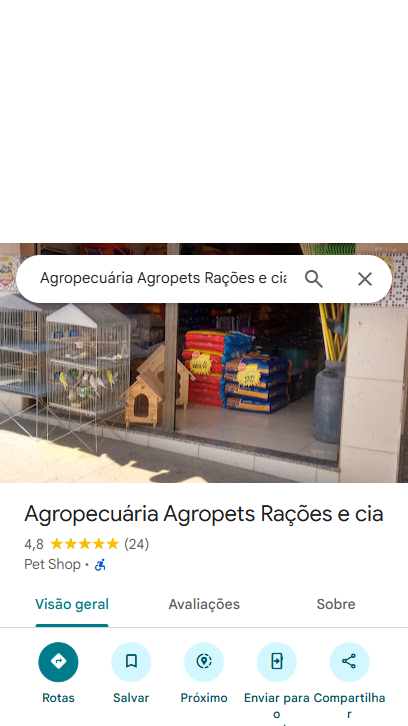 Agropecuária Agropets Rações e cia
Agropecuária Agropets Rações e cia
4,8 (24)
Pet Shop ·
Visão geral
Avaliações
Sobre
Rotas
Salvar
Próximo
Enviar para o
Compartilhar